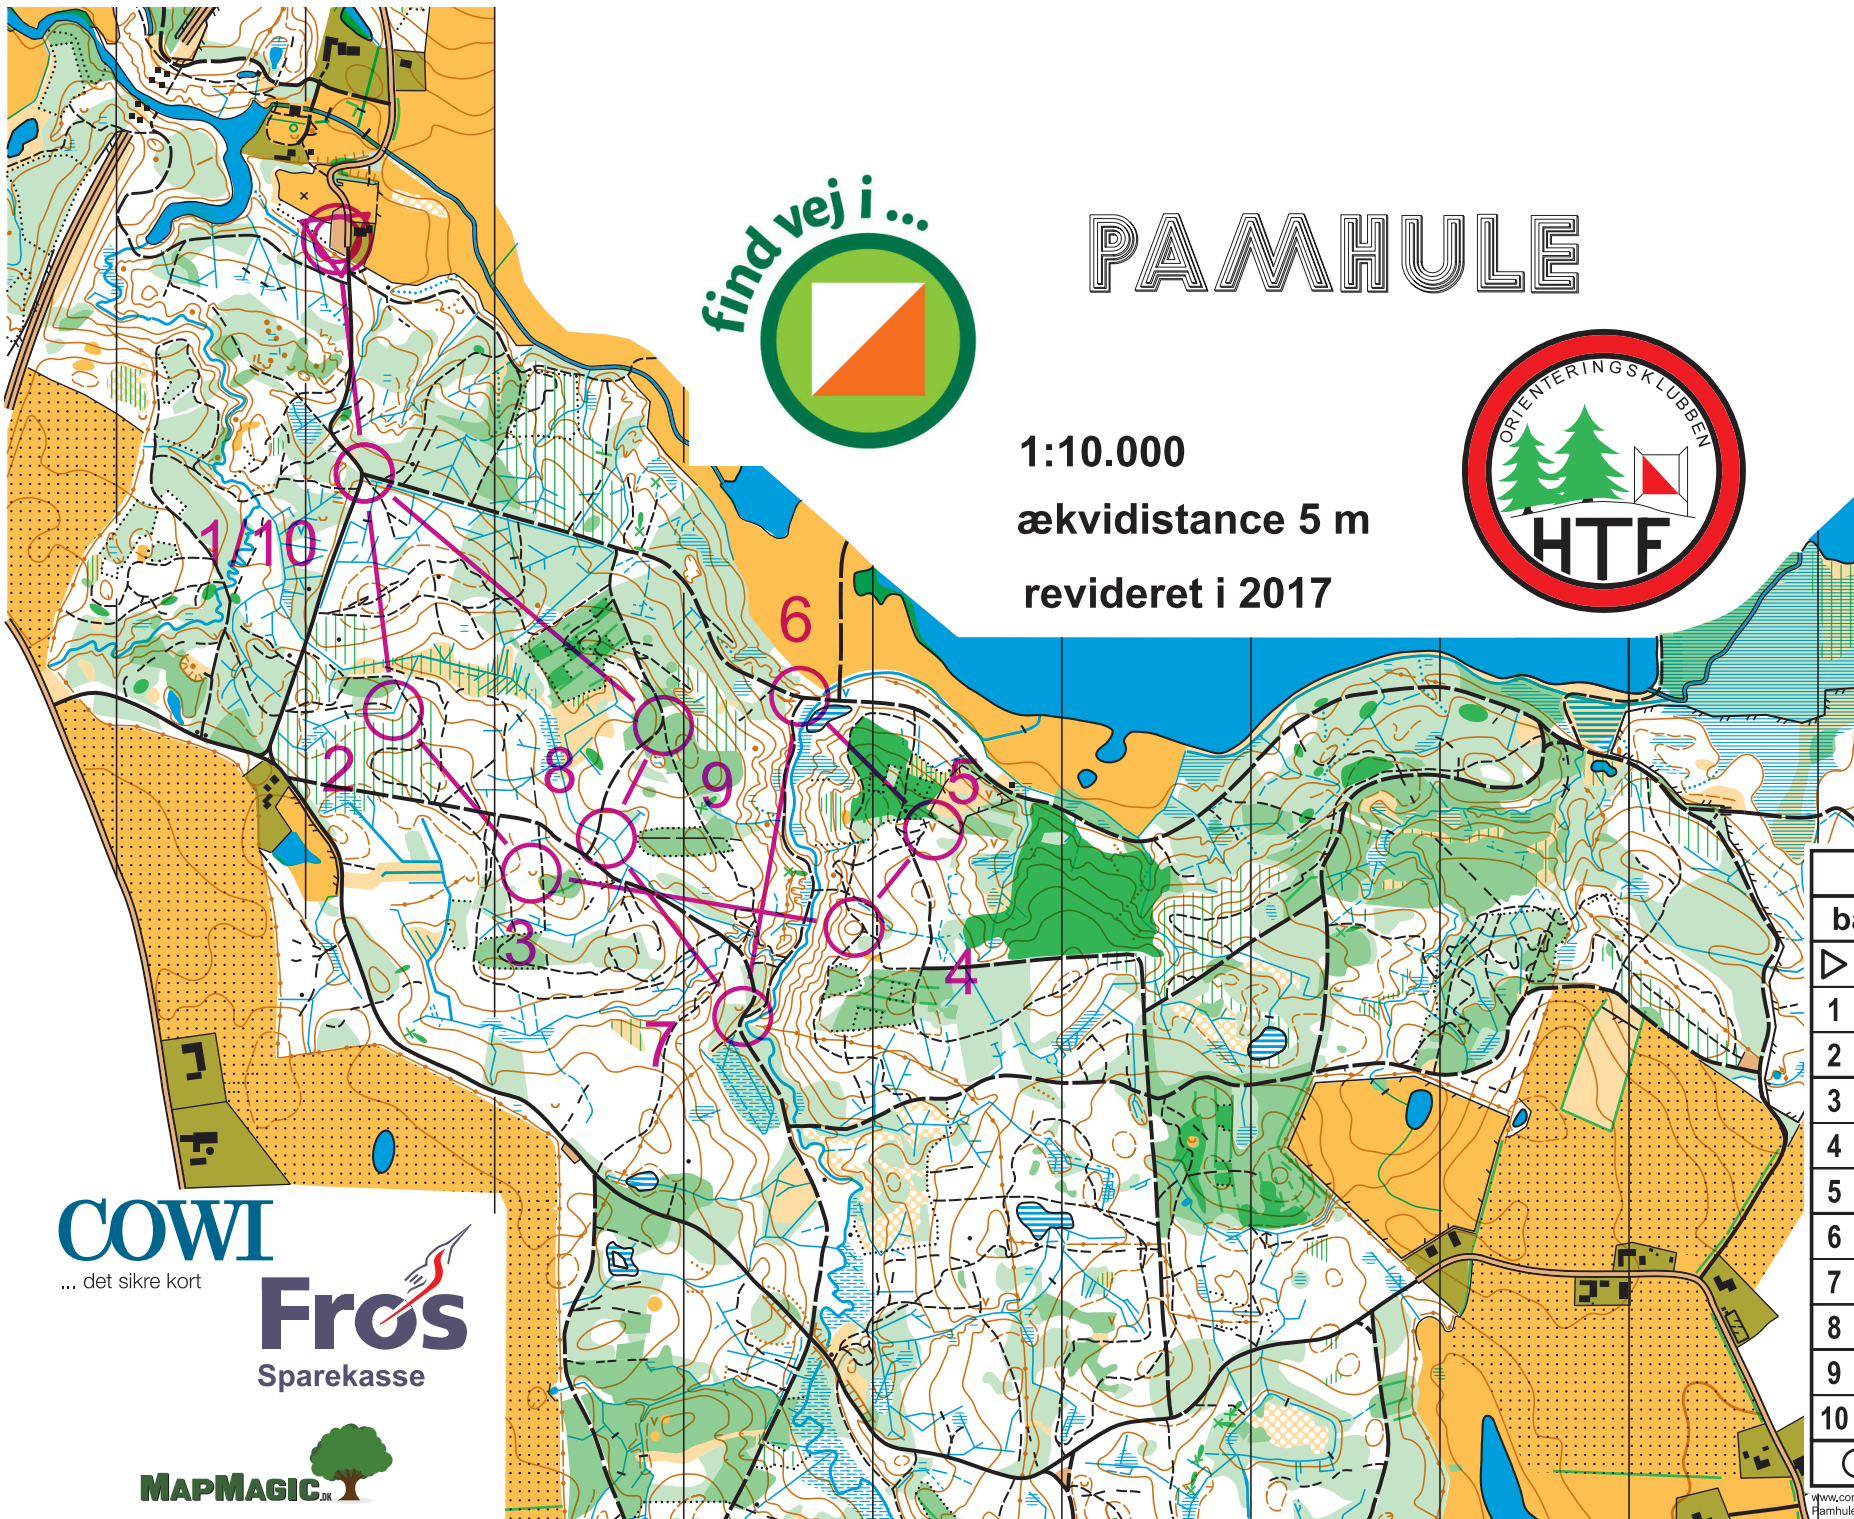 find vej i ...
PAMHULE
1:10.000
ækvidistance 5 m
revideret i 2017
ORIENTERINGSKLUBBEN
HTF
1/10
6
2
8
9
5
3
4
7
1
2
3
4
5
6
7
8
9
10
COWI
... det sikre kort
Frøs
Sparekasse
MAPMAGIC.DK